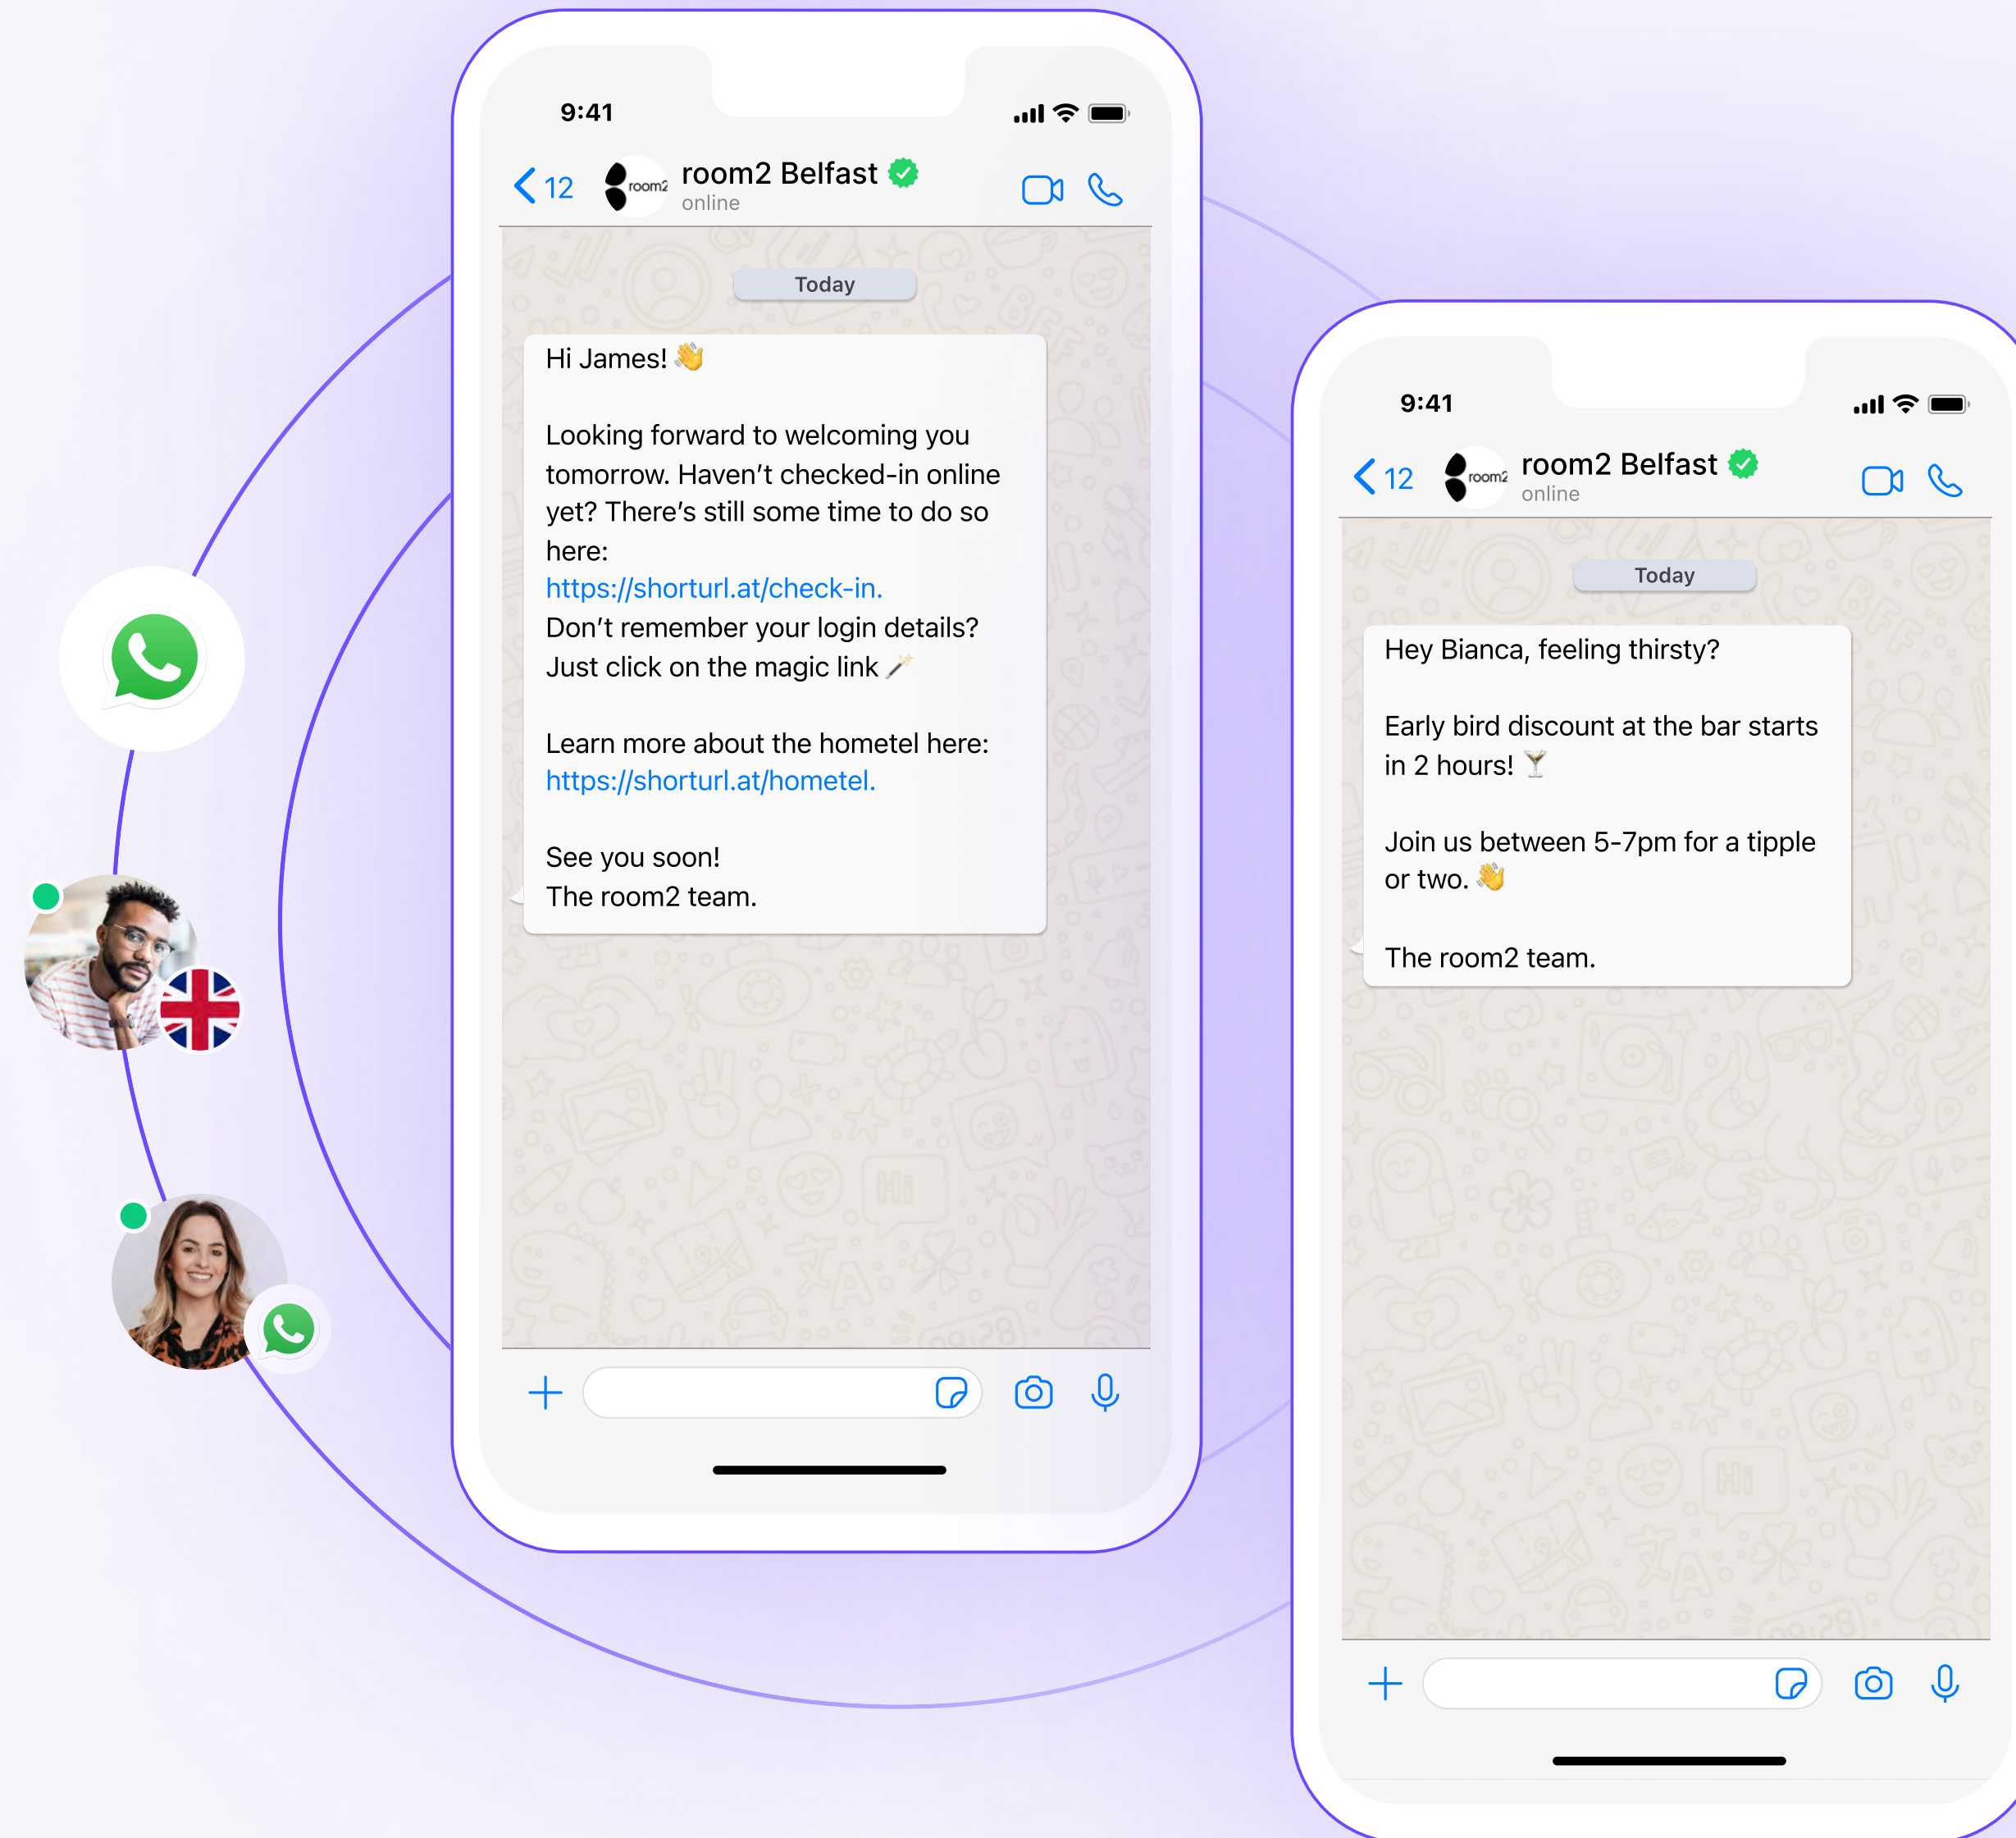 9:41
12
room2
room2 Belfast
online
Today
Hi James! 👋
Looking forward to welcoming you
tomorrow. Haven’t checked-in online
yet? There’s still some time to do so
here:
https://shorturl.at/check-in.
Don’t remember your login details?
Just click on the magic link 🪄
Learn more about the hometel here:
https://shorturl.at/hometel.
See you soon!
The room2 team.
9:41
12
room2
room2 Belfast
online
Today
Hey Bianca, feeling thirsty?
Early bird discount at the bar starts
in 2 hours! 🍸
Join us between 5-7pm for a tipple
or two. 👋
The room2 team.